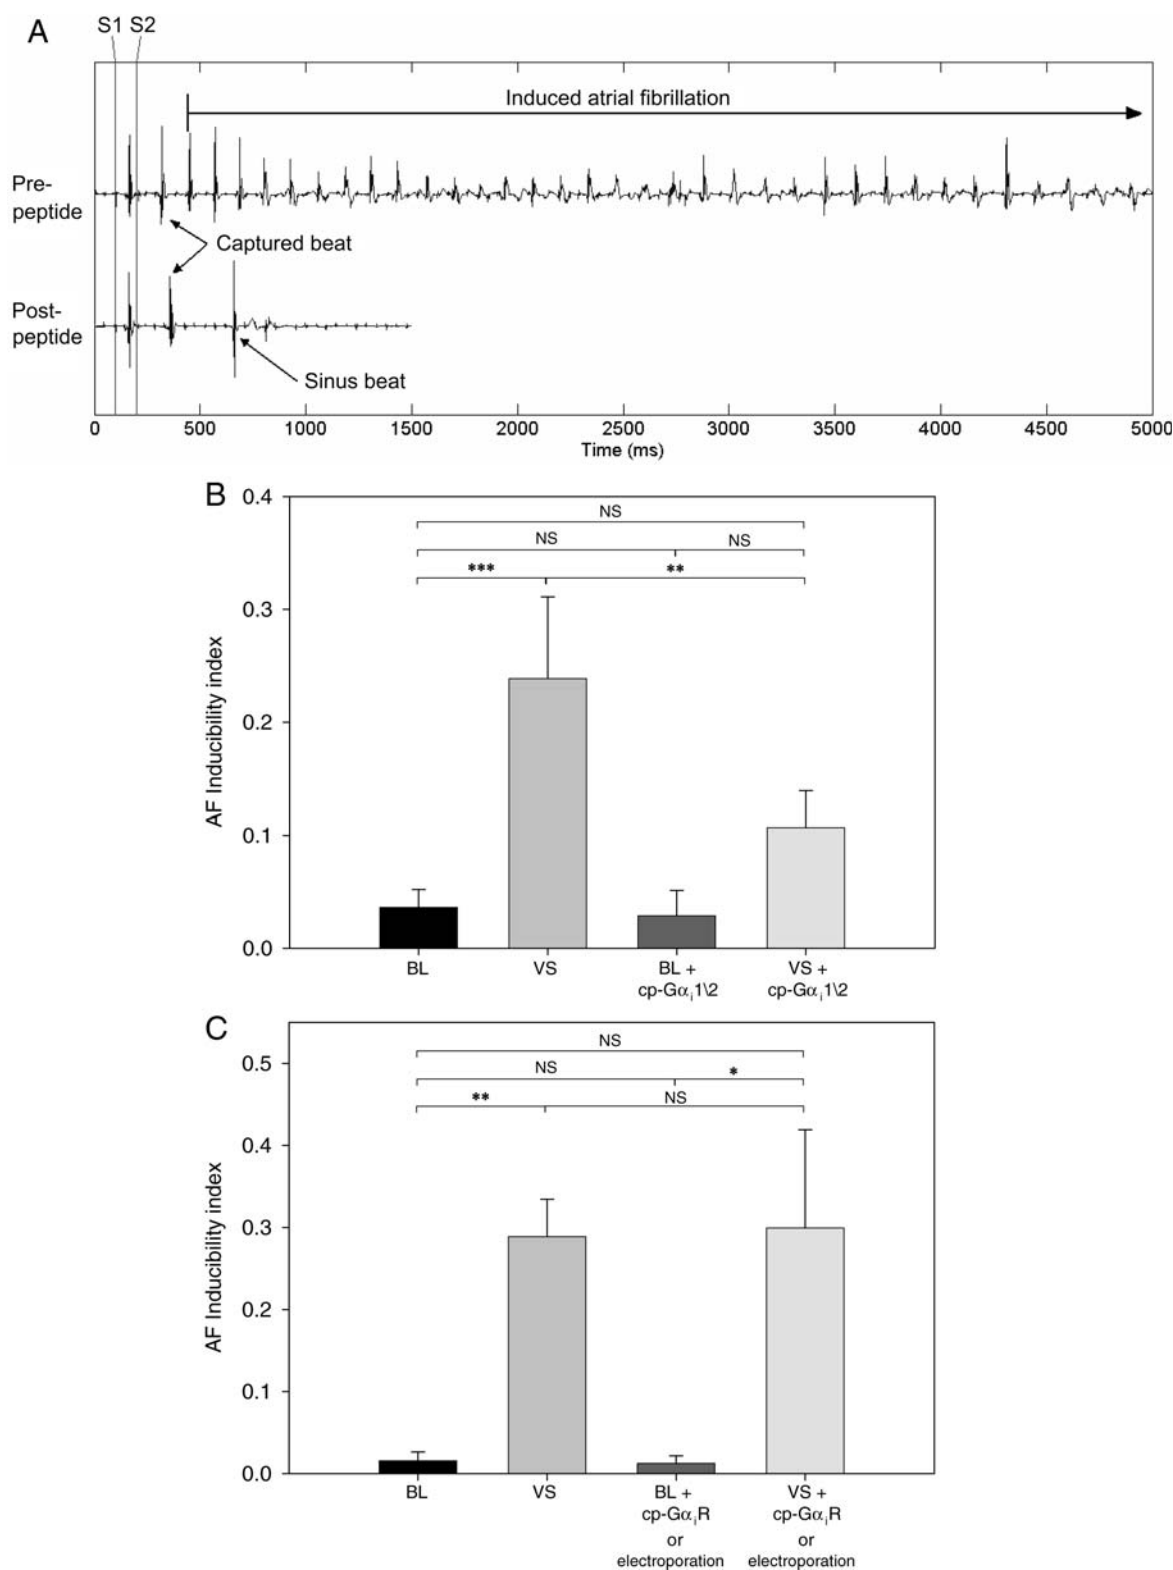 A
S1 S2
Induced atrial fibrillation
Pre-
peptide
Captured beat
Post-
peptide
Sinus beat
0 500 1000 1500 2000 2500 3000 3500 4000 4500 5000
Time (ms)
B
0.4
NS
NS NS
*** **
0.3
0.2
0.1
0.0
AF Inducibility index
BL VS BL + VS +
cp-Gαi1\2 cp-Gαi1\2
C
NS
0.5
NS *
** NS
0.4
0.3
0.2
0.1
0.0
AF Inducibility index
BL VS BL + VS +
cp-GαiR cp-GαiR
or or
electroporation electroporation